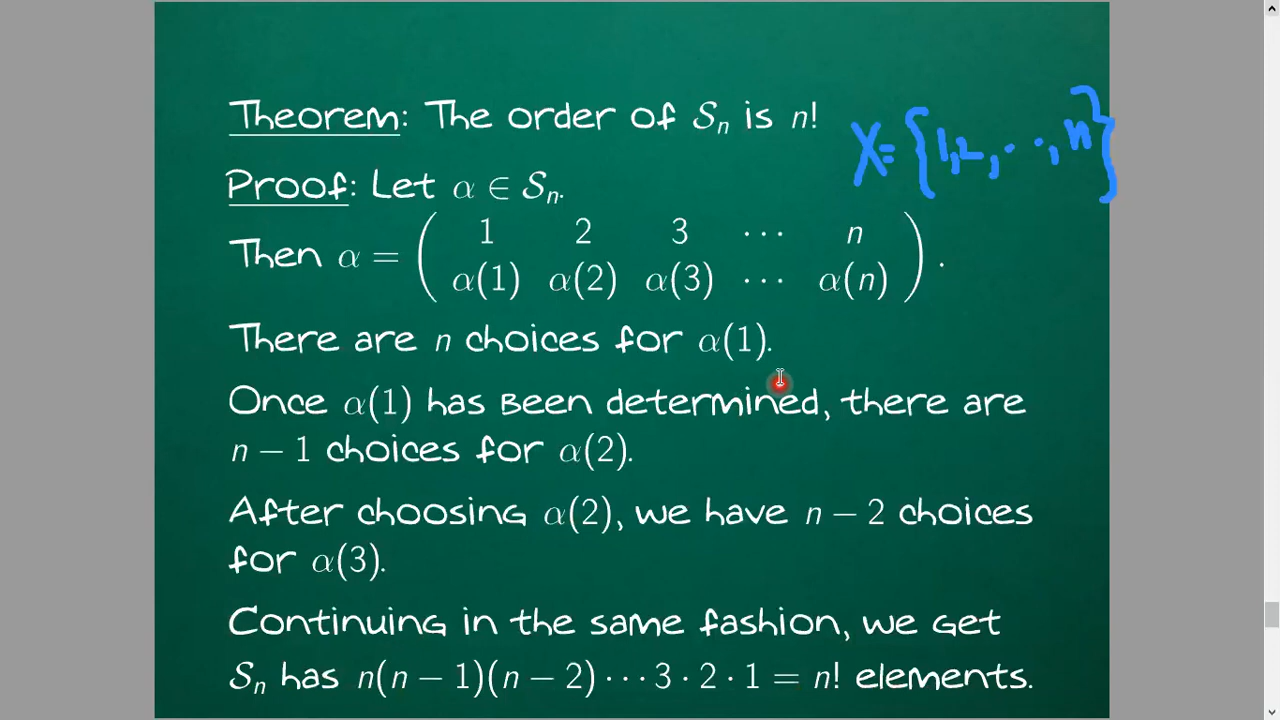 Theorem: The order of Sₙ is n!
X = {1, 2, ⋯, n}
Proof: Let α ∈ Sₙ.
Then α = ( 1 2 3 ⋯ n
α(1) α(2) α(3) ⋯ α(n) ).
There are n choices for α(1).
Once α(1) has been determined, there are
n − 1 choices for α(2).
After choosing α(2), we have n − 2 choices
for α(3).
Continuing in the same fashion, we get
Sₙ has n(n − 1)(n − 2) ⋯ 3 · 2 · 1 = n! elements.